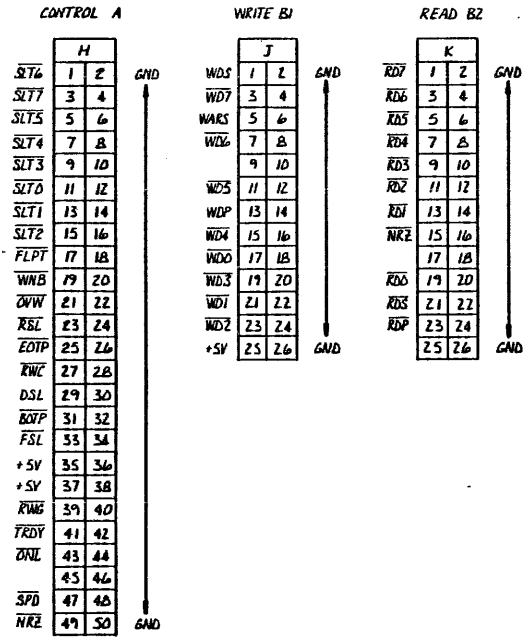 CONTROL A
H
SLT6 1 2 GND
SLT7 3 4
SLT5 5 6
SLT4 7 8
SLT3 9 10
SLT0 11 12
SLT1 13 14
SLT2 15 16
FLPT 17 18
WNB 19 20
OVW 21 22
RSL 23 24
EOTP 25 26
RWC 27 28
DSL 29 30
BOTP 31 32
FSL 33 34
+5V 35 36
+5V 37 38
RWG 39 40
TRDY 41 42
ONL 43 44
45 46
SPD 47 48
NRZ 49 50 GND
WRITE B1
J
WDS 1 2 GND
WD7 3 4
WARS 5 6
WD6 7 8
9 10
WD5 11 12
WDP 13 14
WD4 15 16
WD0 17 18
WD3 19 20
WD1 21 22
WD2 23 24
+5V 25 26 GND
READ B2
K
RD7 1 2 GND
RD6 3 4
RD5 5 6
RD4 7 8
RD3 9 10
RD2 11 12
RD1 13 14
NRZ 15 16
17 18
RD0 19 20
RDS 21 22
RDP 23 24
25 26 GND